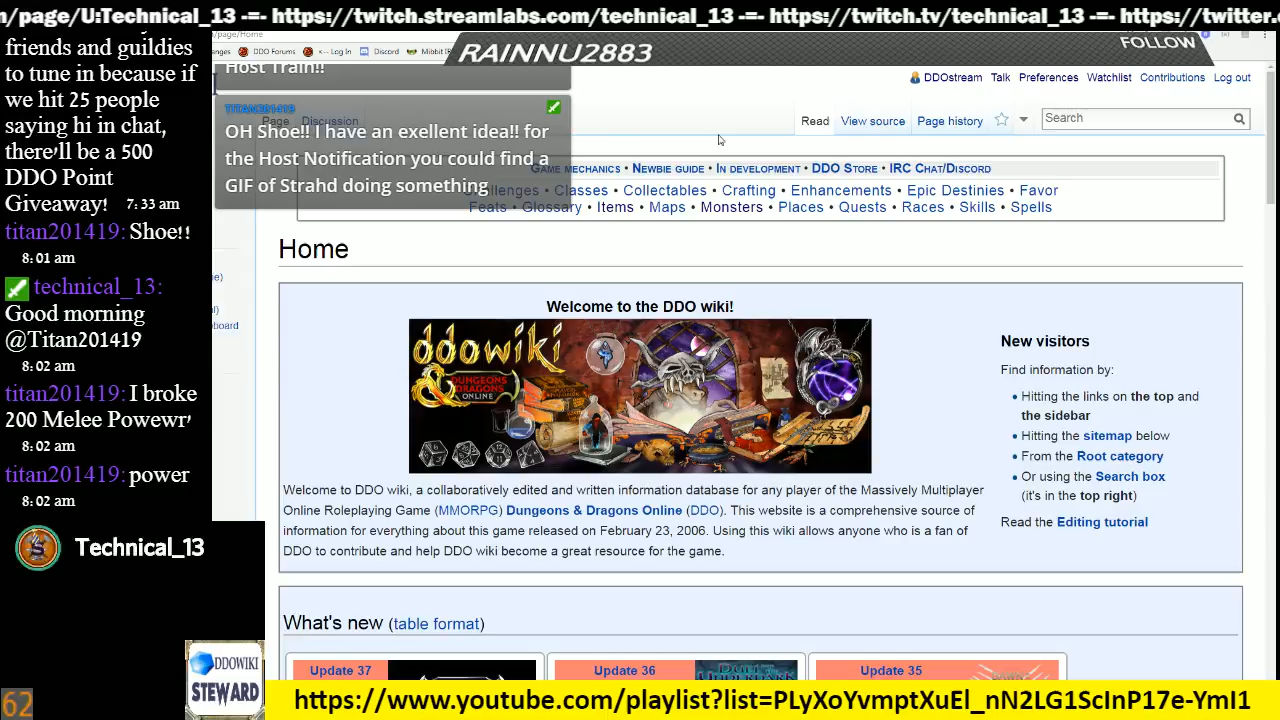 n/page/U:Technical_13 -=- https://twitch.streamlabs.com/technical_13 -=- https://twitch.tv/technical_13 -=- https://twitter.
/page/Home
nges DDO Forums <-- Log In Discord Mibbit
RAINNU2883
FOLLOW
friends and guildies
to tune in because if
we hit 25 people
saying hi in chat,
there'll be a 500
DDO Point
Giveaway! 7:33 am
titan201419: Shoe!!
8:01 am
technical_13:
Good morning
@Titan201419
8:02 am
titan201419: I broke
200 Melee Powewr
8:02 am
titan201419: power
8:02 am
Technical_13
Host Train!!
TITAN201419
OH Shoe!! I have an exellent idea!! for
the Host Notification you could find a
GIF of Strahd doing something
DDOstream Talk Preferences Watchlist Contributions Log out
Page Discussion Read View source Page history Search
Game mechanics • Newbie guide • In development • DDO Store • IRC Chat/Discord
Challenges • Classes • Collectables • Crafting • Enhancements • Epic Destinies • Favor
Feats • Glossary • Items • Maps • Monsters • Places • Quests • Races • Skills • Spells
Home
Welcome to the DDO wiki!
ddowiki
DUNGEONS
DRAGONS
ONLINE
Welcome to DDO wiki, a collaboratively edited and written information database for any player of the Massively Multiplayer
Online Roleplaying Game (MMORPG) Dungeons & Dragons Online (DDO). This website is a comprehensive source of
information for everything about this game released on February 23, 2006. Using this wiki allows anyone who is a fan of
DDO to contribute and help DDO wiki become a great resource for the game.
New visitors
Find information by:
• Hitting the links on the top and
the sidebar
• Hitting the sitemap below
• From the Root category
• Or using the Search box
(it's in the top right)
Read the Editing tutorial
What's new (table format)
Update 37
Update 36
Update 35
DDOWIKI
STEWARD
62
https://www.youtube.com/playlist?list=PLyXoYvmptXuEl_nN2LG1ScInP17e-YmI1